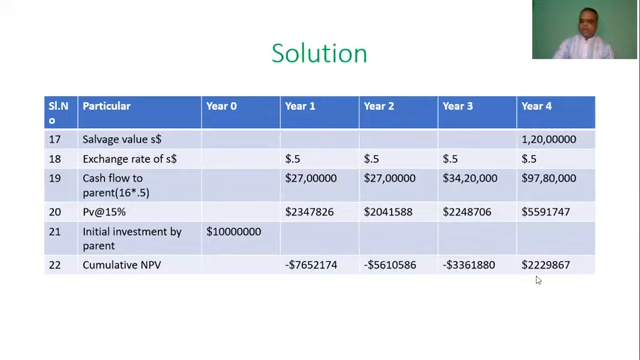 Solution
Sl.No Particular Year 0 Year 1 Year 2 Year 3 Year 4
17 Salvage value s$ 1,20,00000
18 Exchange rate of s$ $.5 $.5 $.5 $.5
19 Cash flow to parent(16*.5) $27,00000 $27,00000 $34,20,000 $97,80,000
20 Pv@15% $2347826 $2041588 $2248706 $5591747
21 Initial investment by parent $10000000
22 Cumulative NPV -$7652174 -$5610586 -$3361880 $2229867